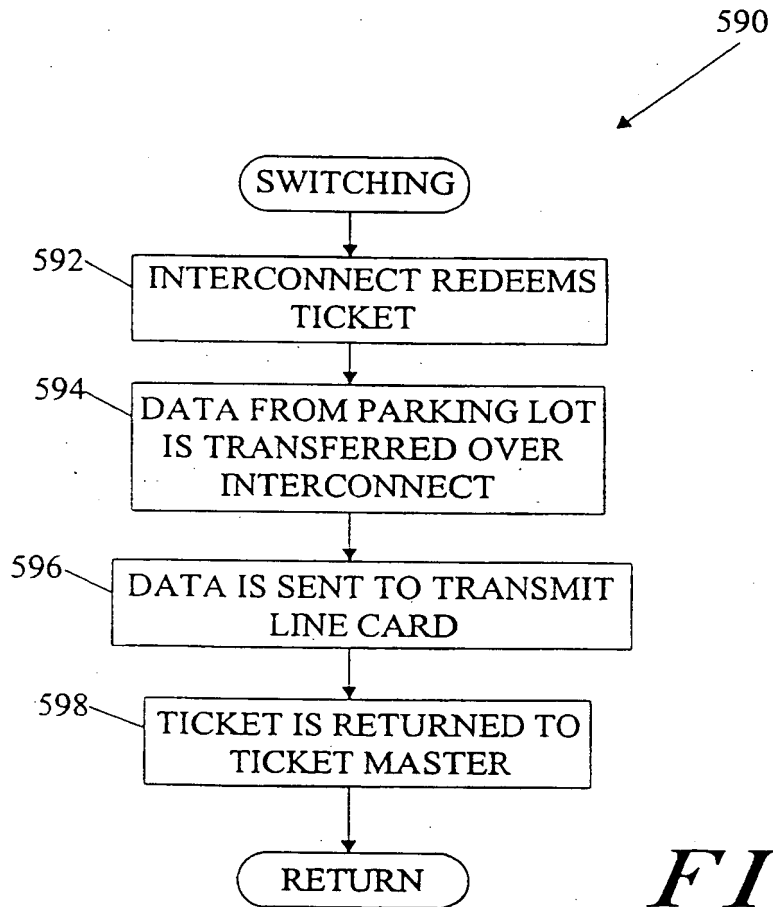 590
SWITCHING
592
INTERCONNECT REDEEMS
TICKET
594
DATA FROM PARKING LOT
IS TRANSFERRED OVER
INTERCONNECT
596
DATA IS SENT TO TRANSMIT
LINE CARD
598
TICKET IS RETURNED TO
TICKET MASTER
RETURN
FI